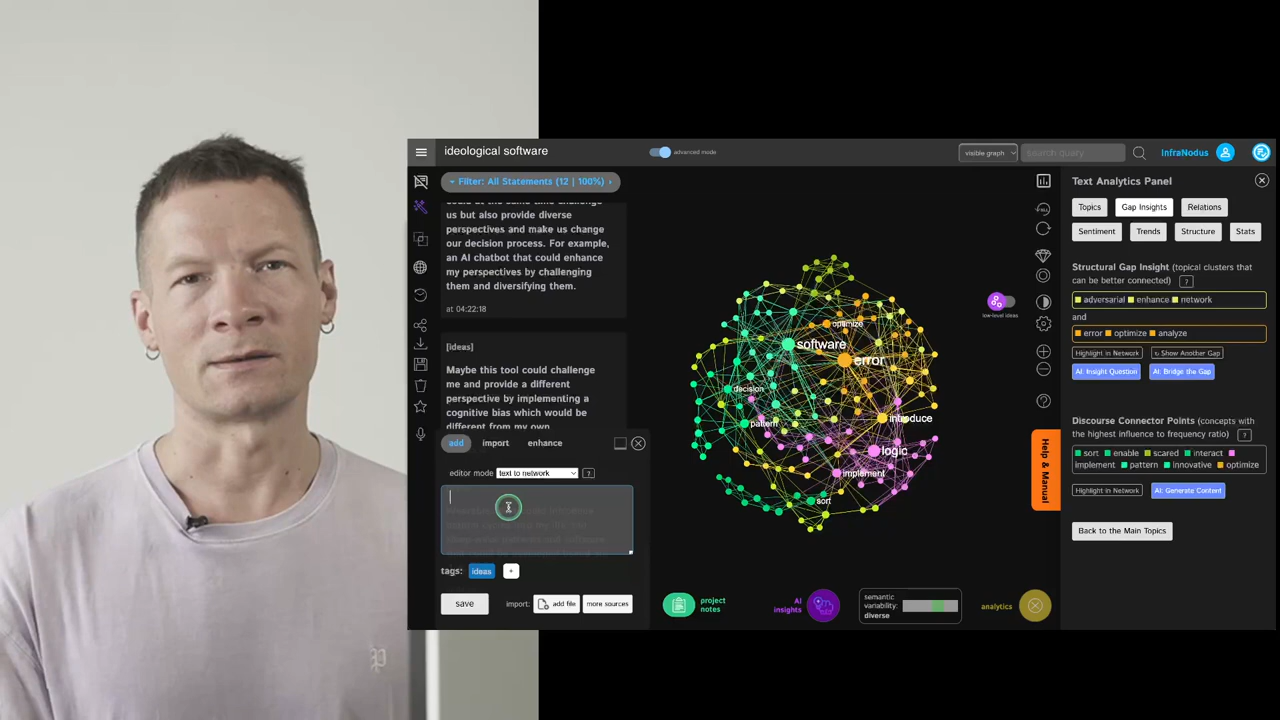 ideological software
advanced mode
visible graph
search query
InfraNodus
Filter: All Statements (12 | 100%)
could at the same time challenge
us but also provide diverse
perspectives and make us change
our decision process. For example,
an AI chatbot that could enhance
my perspectives by challenging
them and diversifying them.
at 04:22:18
[ideas]
Maybe this tool could challenge
me and provide a different
perspective by implementing a
cognitive bias which would be
different from my own
add import enhance
editor mode text to network ?
tags: ideas +
save import: add file more sources
optimize
software
error
decision
introduce
pattern
logic
implement
sort
low-level ideas
project
notes
AI
insights
semantic
variability:
diverse
analytics
Help & Manual
Text Analytics Panel
Topics Gap Insights Relations
Sentiment Trends Structure Stats
Structural Gap Insight (topical clusters that
can be better connected) ?
adversarial enhance network
and
error optimize analyze
Highlight in Network ↻ Show Another Gap
AI: Insight Question AI: Bridge the Gap
Discourse Connector Points (concepts with
the highest influence to frequency ratio) ?
sort enable scared interact
implement pattern innovative optimize
Highlight in Network AI: Generate Content
Back to the Main Topics